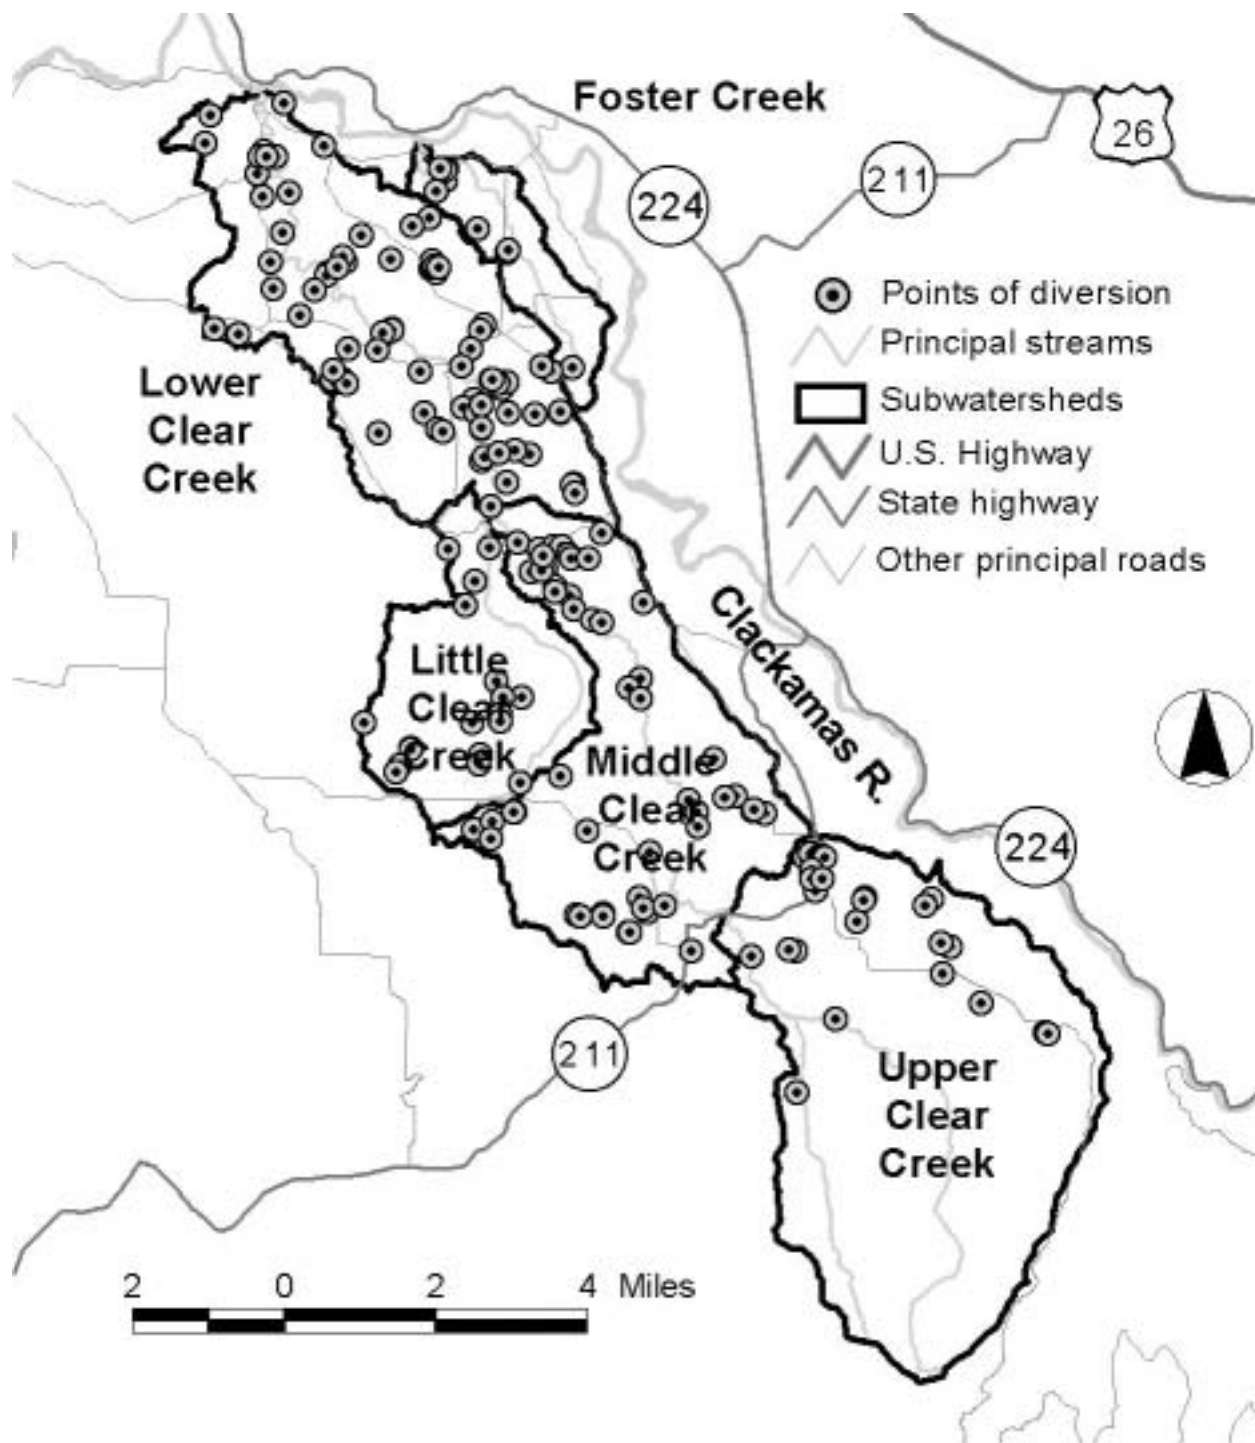 Foster Creek
26
211
224
Points of diversion
Principal streams
Subwatersheds
U.S. Highway
State highway
Other principal roads
Lower
Clear
Creek
Clackamas R.
Little
Clear
Creek
Middle
Clear
Creek
224
211
Upper
Clear
Creek
2 0 2 4 Miles